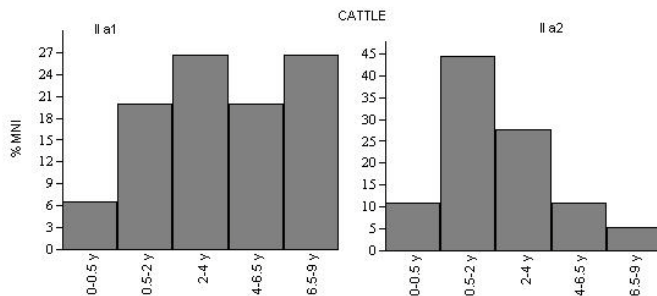 CATTLE
II a1
II a2
% MNI
27
24
21
18
15
12
9
6
3
0
0-0.5 y
0.5-2 y
2-4 y
4-6.5 y
6.5-9 y
45
40
35
30
25
20
15
10
5
0
0-0.5 y
0.5-2 y
2-4 y
4-6.5 y
6.5-9 y